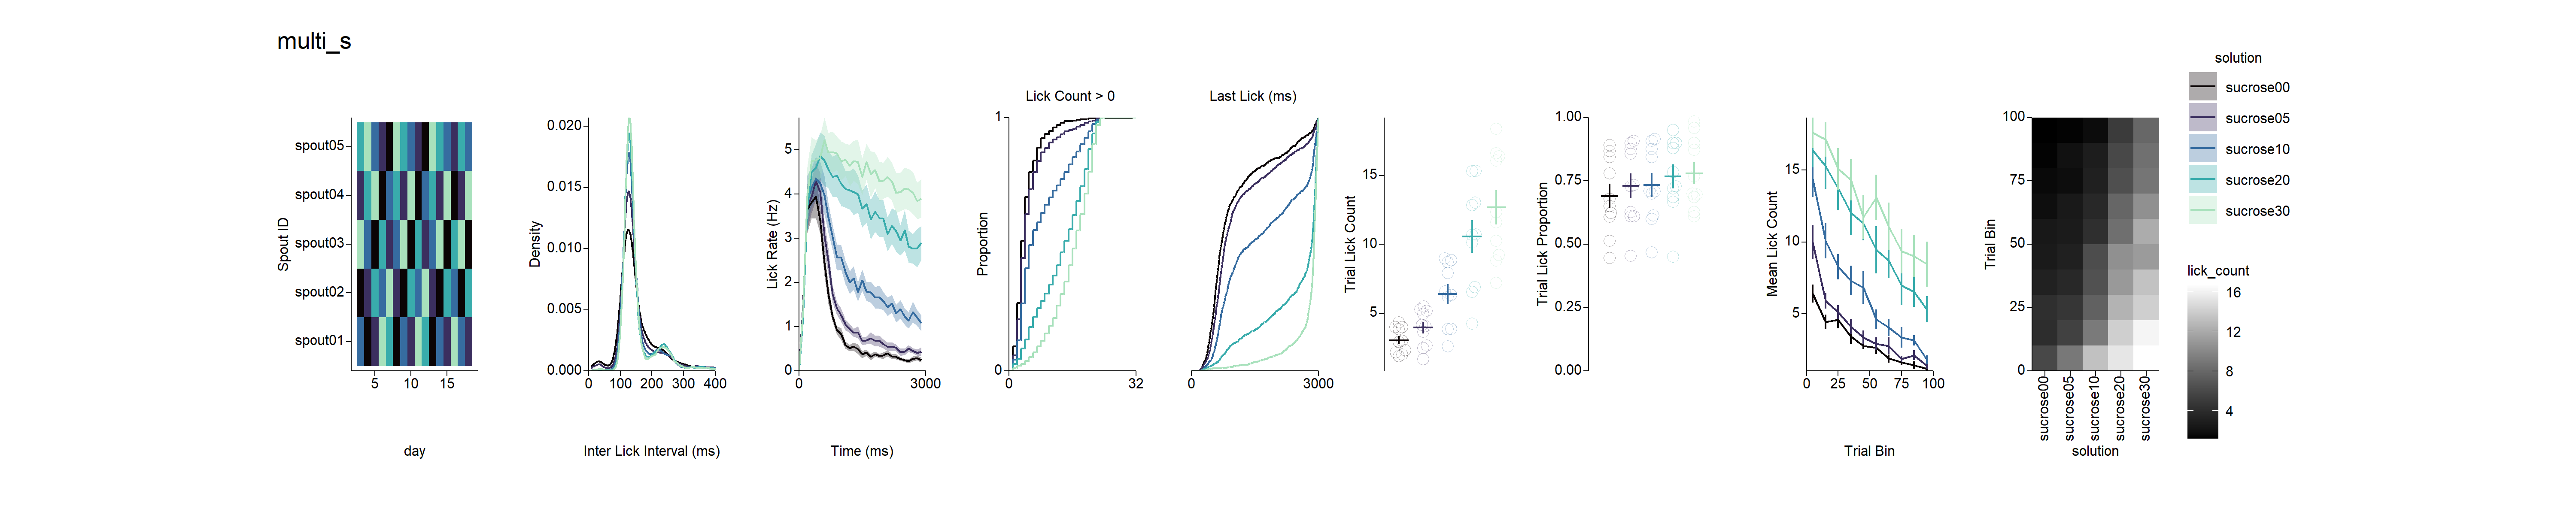 multi_s
Spout ID
spout05
spout04
spout03
spout02
spout01
5
10
15
day
Density
0.020
0.015
0.010
0.005
0.000
0
100
200
300
400
Inter Lick Interval (ms)
Lick Rate (Hz)
5
4
3
2
1
0
0
3000
Time (ms)
Lick Count > 0
Proportion
1
0
0
32
Last Lick (ms)
0
3000
Trial Lick Count
15
10
5
Trial Lick Proportion
1.00
0.75
0.50
0.25
0.00
Mean Lick Count
15
10
5
0
25
50
75
100
Trial Bin
Trial Bin
100
75
50
25
0
sucrose00
sucrose05
sucrose10
sucrose20
sucrose30
solution
solution
sucrose00
sucrose05
sucrose10
sucrose20
sucrose30
lick_count
16
12
8
4